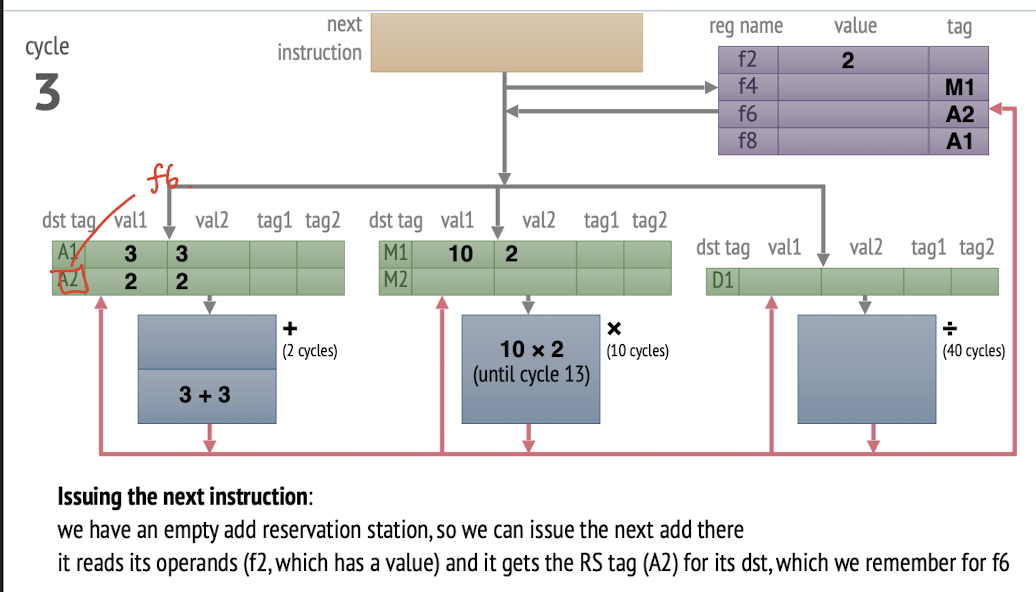 cycle
3
next
instruction
reg name value tag
f2 2
f4 M1
f6 A2
f8 A1
f6
dst tag val1 val2 tag1 tag2
A1 3 3
A2 2 2
+
(2 cycles)
3 + 3
dst tag val1 val2 tag1 tag2
M1 10 2
M2
×
(10 cycles)
10 × 2
(until cycle 13)
dst tag val1 val2 tag1 tag2
D1
÷
(40 cycles)
Issuing the next instruction:
we have an empty add reservation station, so we can issue the next add there
it reads its operands (f2, which has a value) and it gets the RS tag (A2) for its dst, which we remember for f6